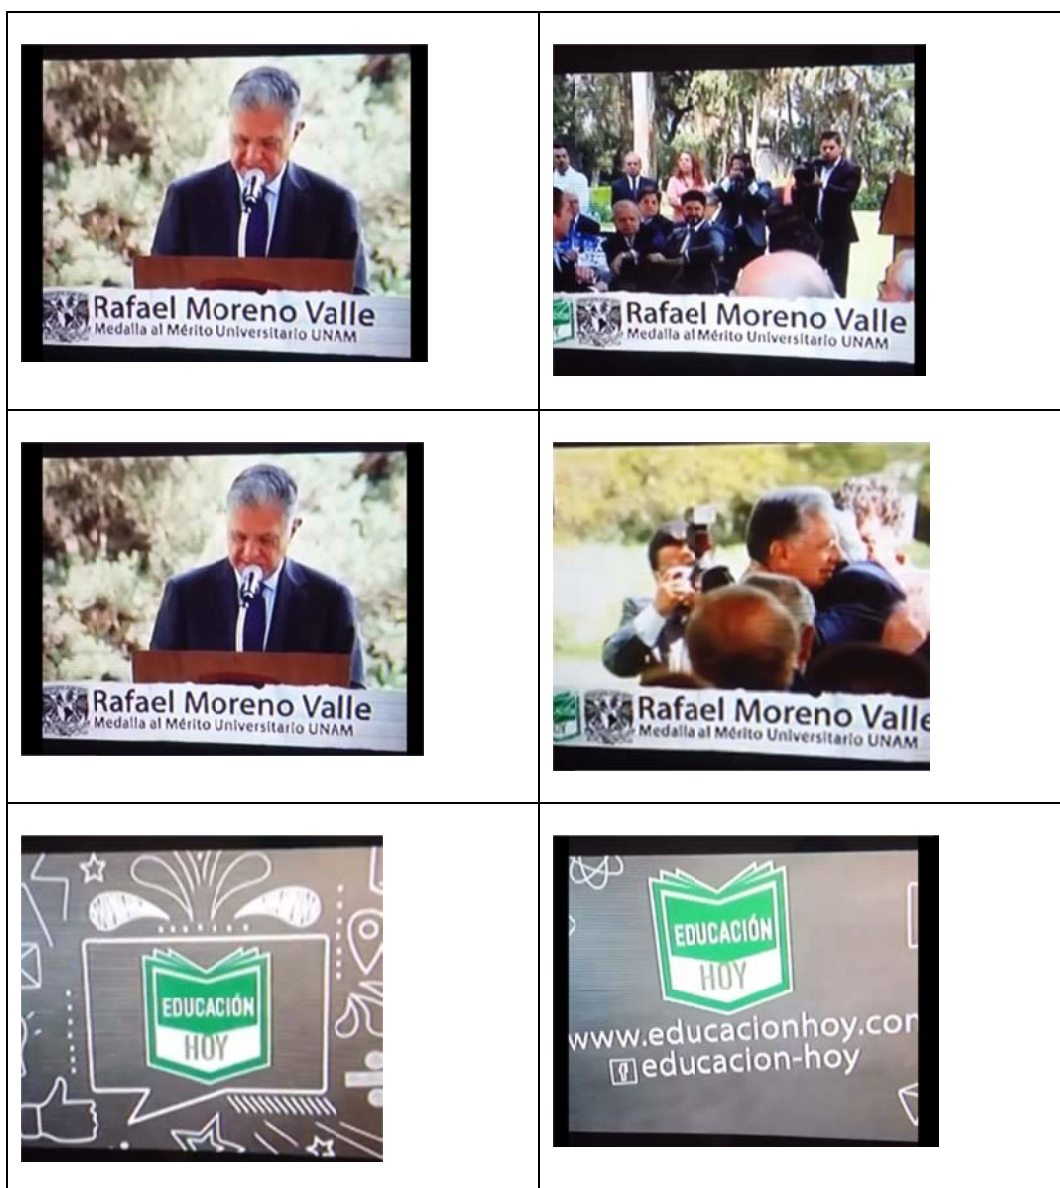 Rafael Moreno Valle
Medalla al Mérito Universitario UNAM
Rafael Moreno Valle
Medalla al Mérito Universitario UNAM
Rafael Moreno Valle
Medalla al Mérito Universitario UNAM
Rafael Moreno Valle
Medalla al Mérito Universitario UNAM
EDUCACIÓN
HOY
EDUCACIÓN
HOY
www.educacionhoy.com
educacion-hoy